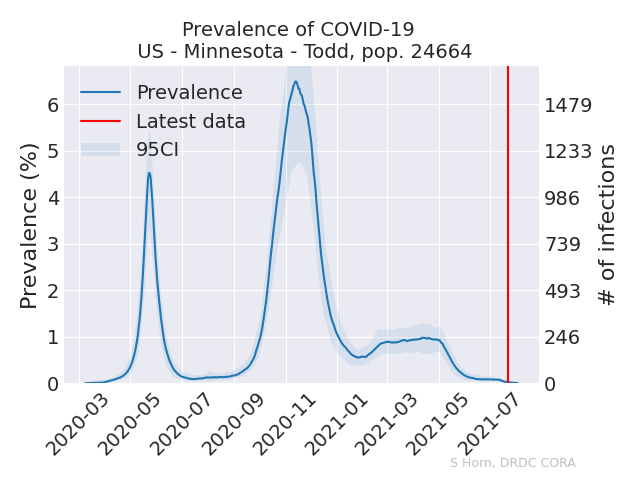 Prevalence of COVID-19
US - Minnesota - Todd, pop. 24664
Prevalence
Latest data
95CI
Prevalence (%)
6
5
4
3
2
1
0
1479
1233
986
739
493
246
0
# of infections
2020-03
2020-05
2020-07
2020-09
2020-11
2021-01
2021-03
2021-05
2021-07
S Horn, DRDC CORA